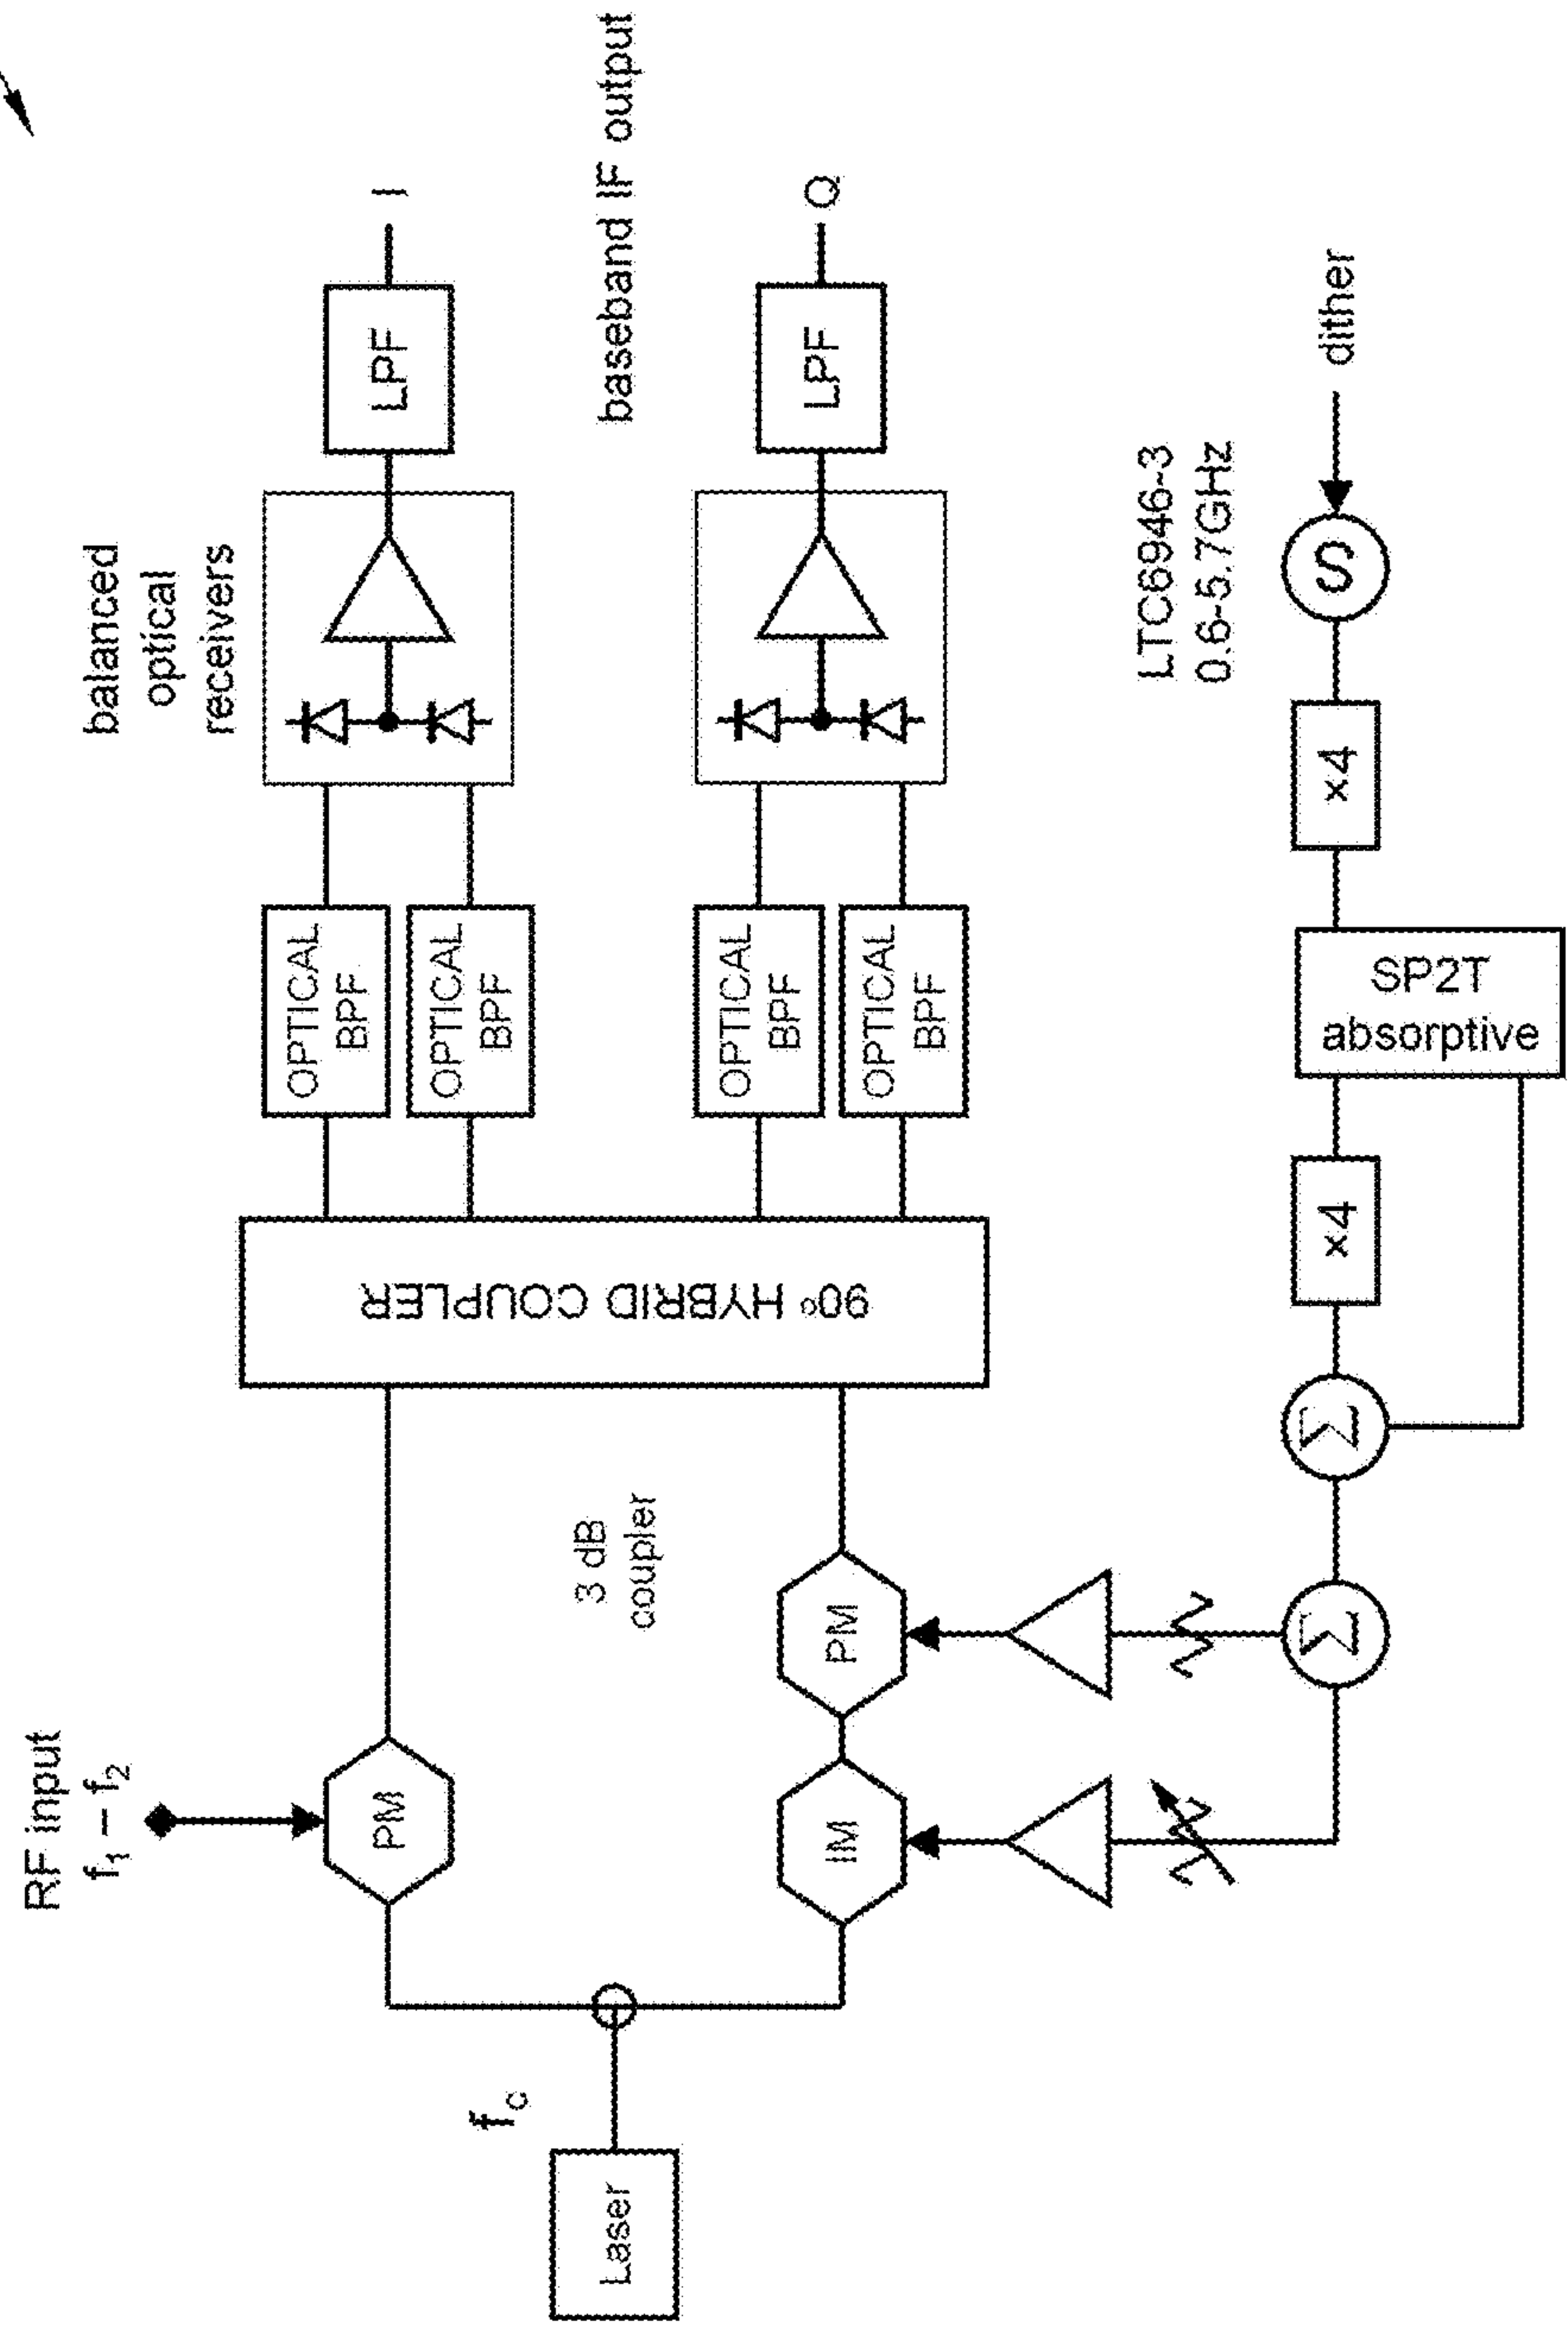 RF input
f₁ – f₂
balanced
optical
receivers
PM
OPTICAL
BPF
OPTICAL
BPF
LPF
I
fc
Laser
3 dB
coupler
90° HYBRID COUPLER
baseband IF output
IM
PM
OPTICAL
BPF
OPTICAL
BPF
LPF
Q
LTC6946-3
0.6-5.7GHz
Σ
Σ
×4
SP2T
absorptive
×4
S
dither